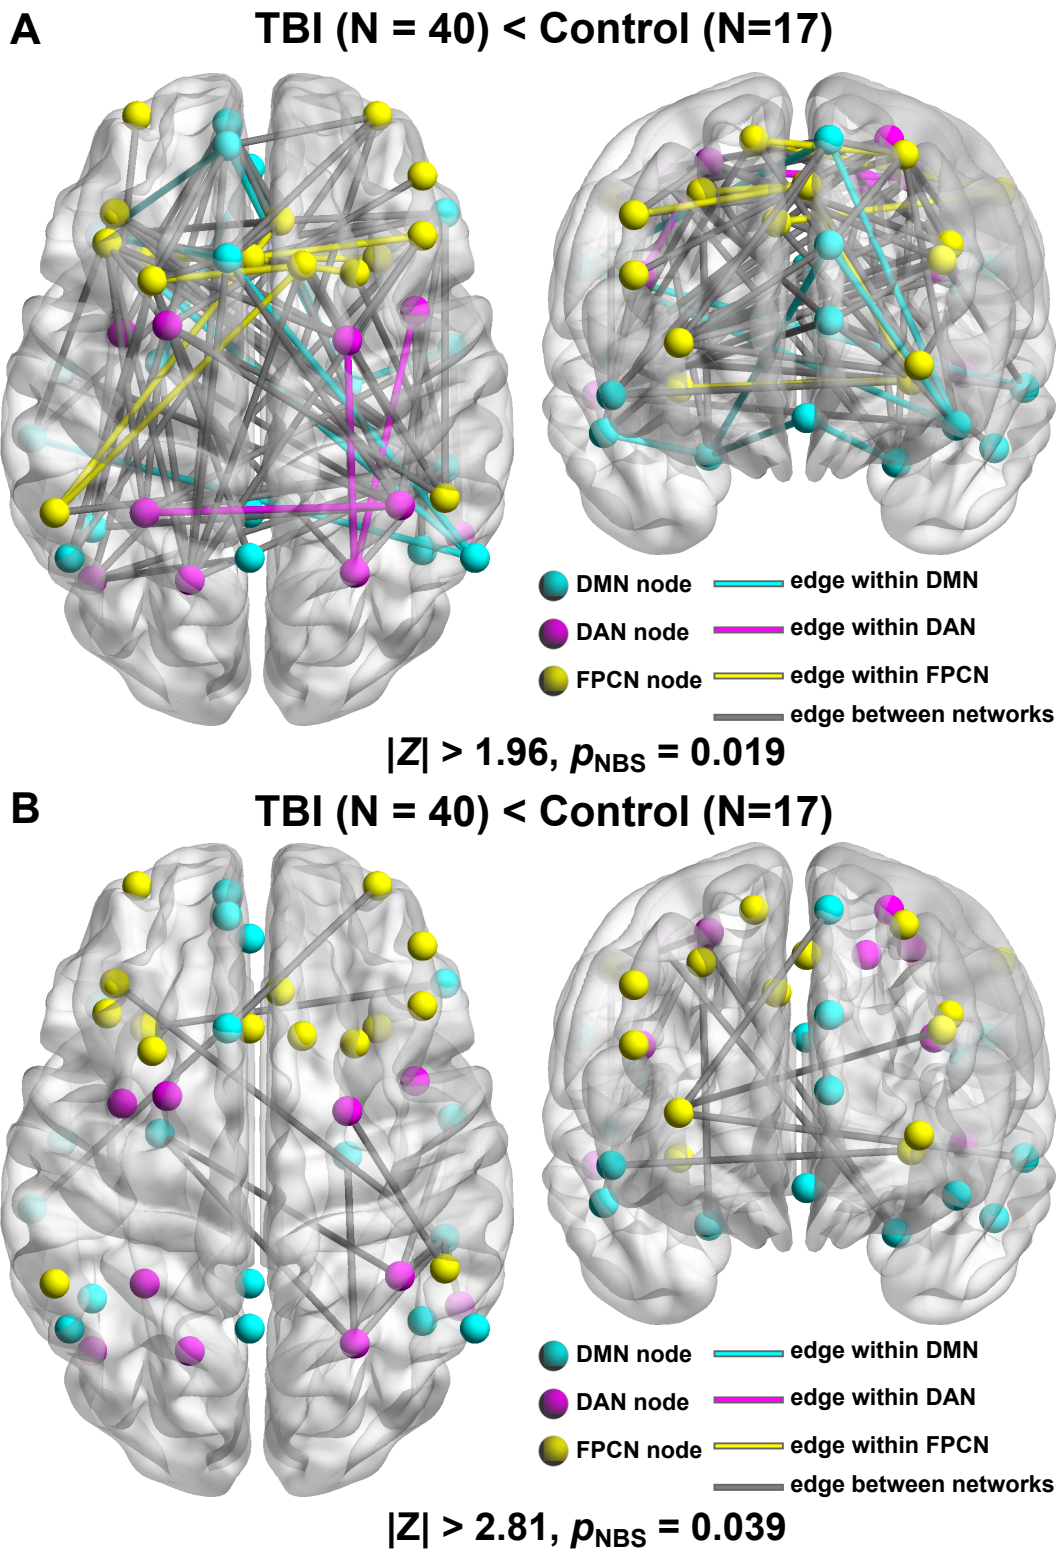 A
TBI (N = 40) < Control (N=17)
DMN node
edge within DMN
DAN node
edge within DAN
FPCN node
edge within FPCN
edge between networks
|Z| > 1.96, pNBS = 0.019
B
TBI (N = 40) < Control (N=17)
DMN node
edge within DMN
DAN node
edge within DAN
FPCN node
edge within FPCN
edge between networks
|Z| > 2.81, pNBS = 0.039